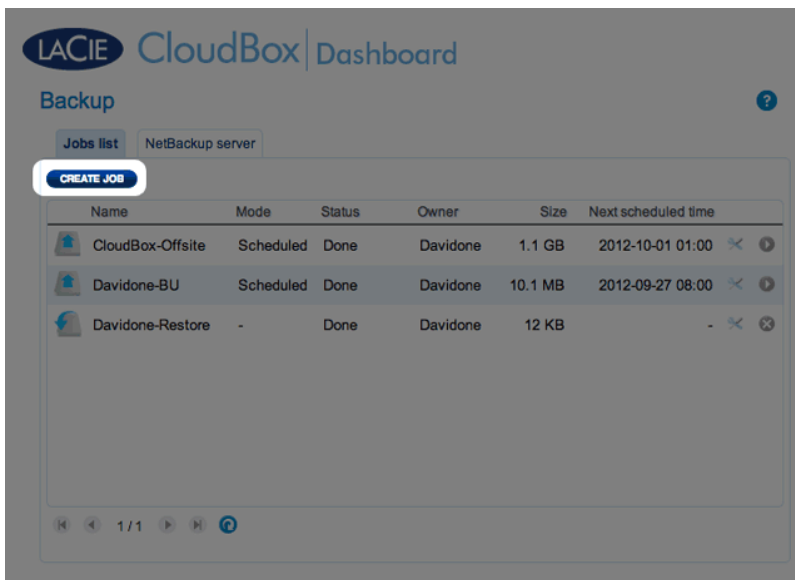 LACIE CloudBox Dashboard
Backup
?
Jobs list NetBackup server
CREATE JOB
Name Mode Status Owner Size Next scheduled time
CloudBox-Offsite Scheduled Done Davidone 1.1 GB 2012-10-01 01:00
Davidone-BU Scheduled Done Davidone 10.1 MB 2012-09-27 08:00
Davidone-Restore - Done Davidone 12 KB -
1/1